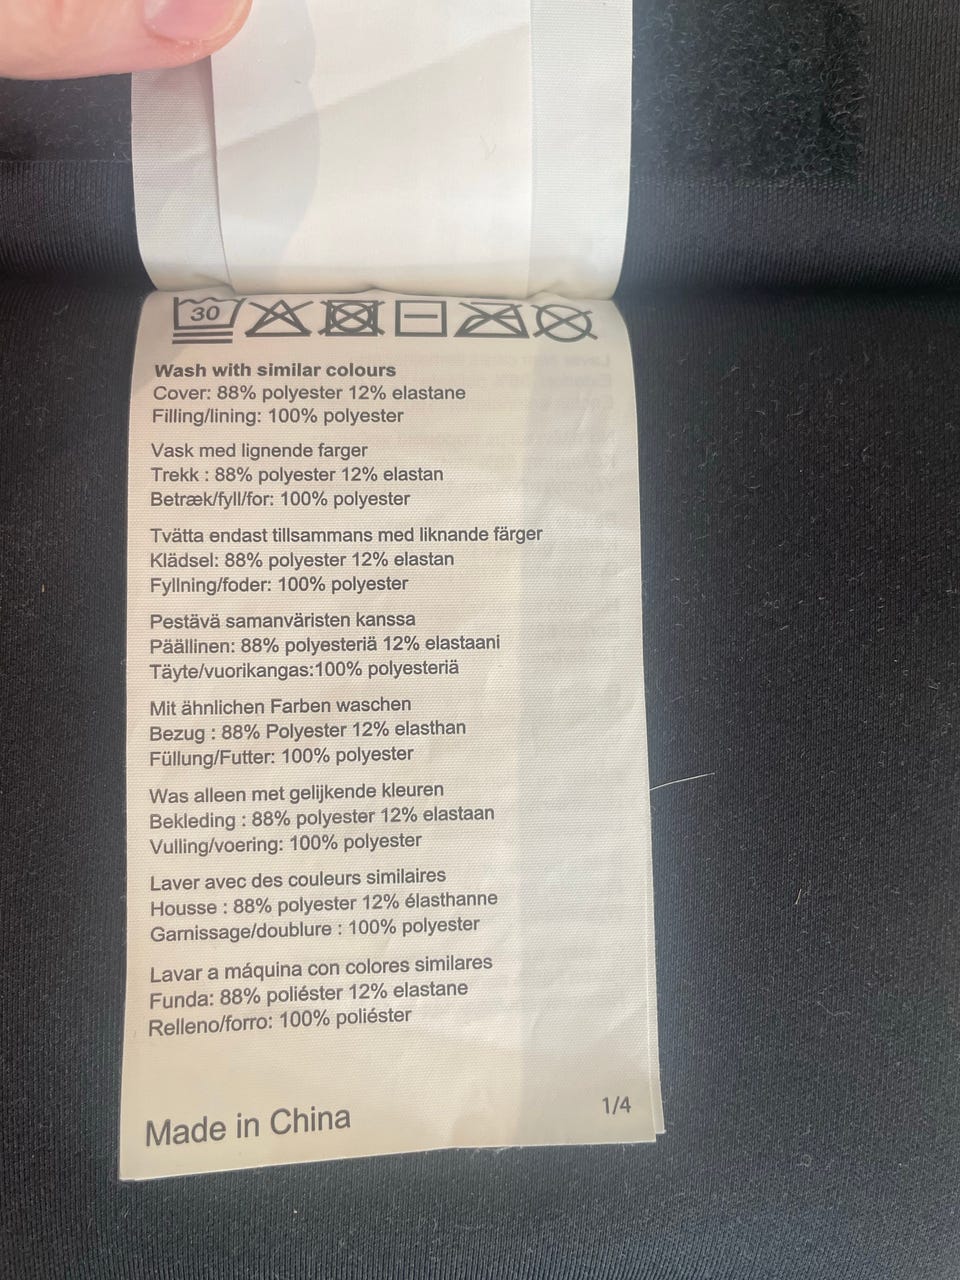 30
Wash with similar colours
Cover: 88% polyester 12% elastane
Filling/lining: 100% polyester
Vask med lignende farger
Trekk : 88% polyester 12% elastan
Betræk/fyll/for: 100% polyester
Tvätta endast tillsammans med liknande färger
Klädsel: 88% polyester 12% elastan
Fyllning/foder: 100% polyester
Pestävä samanväristen kanssa
Päällinen: 88% polyesteriä 12% elastaani
Täyte/vuorikangas:100% polyesteriä
Mit ähnlichen Farben waschen
Bezug : 88% Polyester 12% elasthan
Füllung/Futter: 100% polyester
Was alleen met gelijkende kleuren
Bekleding : 88% polyester 12% elastaan
Vulling/voering: 100% polyester
Laver avec des couleurs similaires
Housse : 88% polyester 12% élasthanne
Garnissage/doublure : 100% polyester
Lavar a máquina con colores similares
Funda: 88% poliéster 12% elastane
Relleno/forro: 100% poliéster
Made in China
1/4